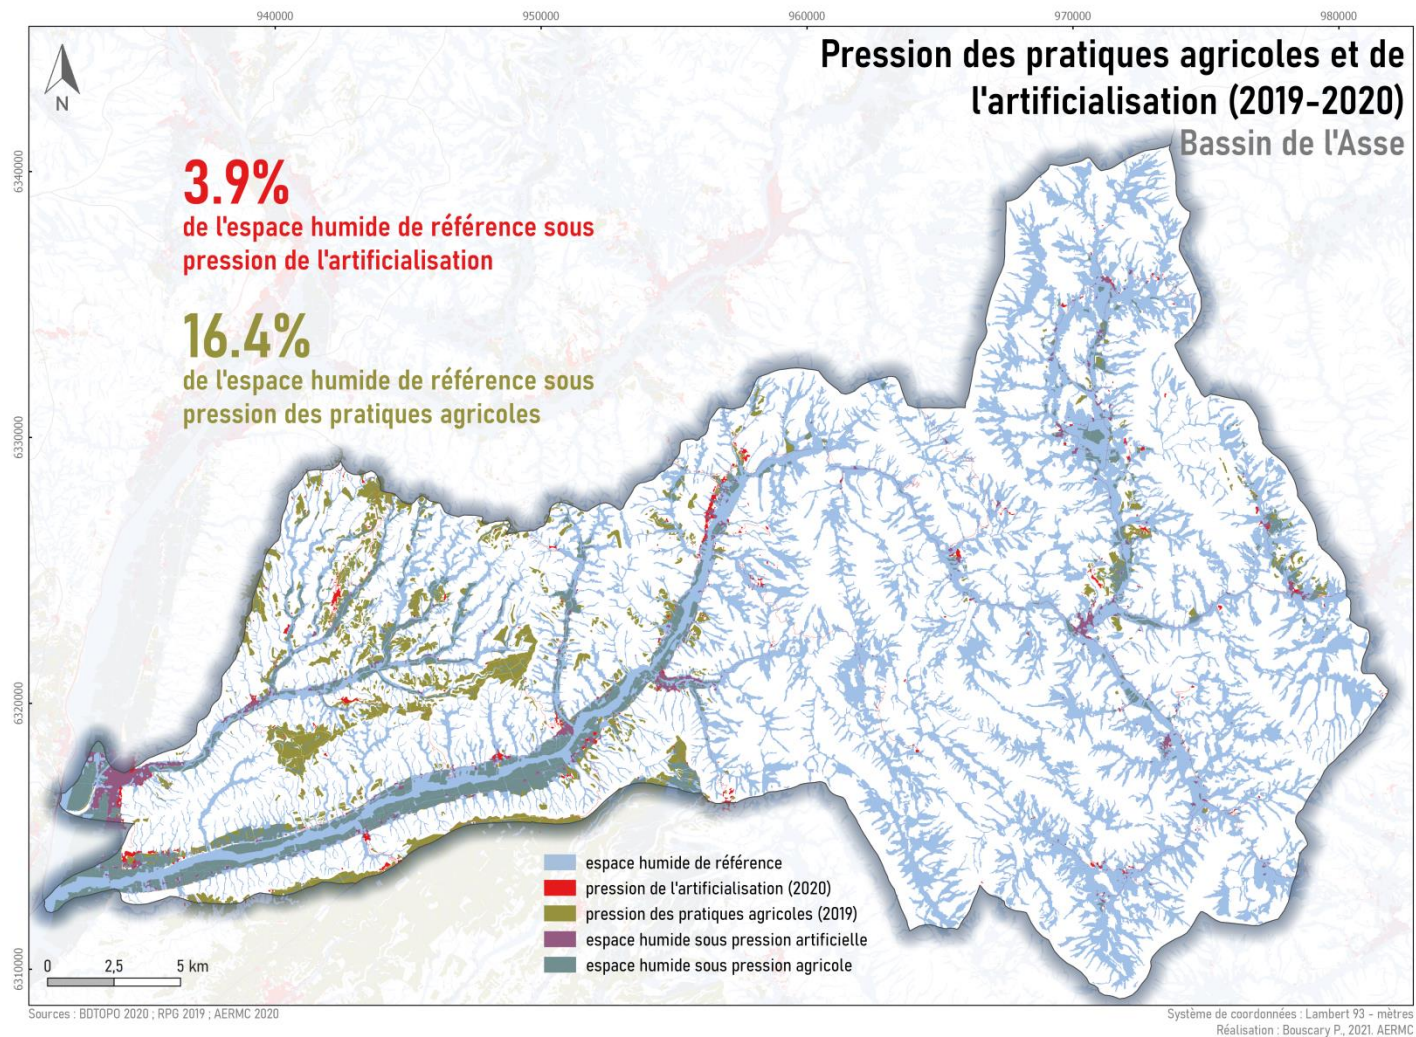 940000
950000
960000
970000
980000
Pression des pratiques agricoles et de
l'artificialisation (2019-2020)
Bassin de l'Asse
N
6340000
6330000
6320000
6310000
3.9%
de l'espace humide de référence sous
pression de l'artificialisation
16.4%
de l'espace humide de référence sous
pression des pratiques agricoles
espace humide de référence
pression de l'artificialisation (2020)
pression des pratiques agricoles (2019)
espace humide sous pression artificielle
espace humide sous pression agricole
0 2,5 5 km
Sources : BDTOPO 2020 ; RPG 2019 ; AERMC 2020
Système de coordonnées : Lambert 93 - mètres
Réalisation : Bouscary P., 2021. AERMC